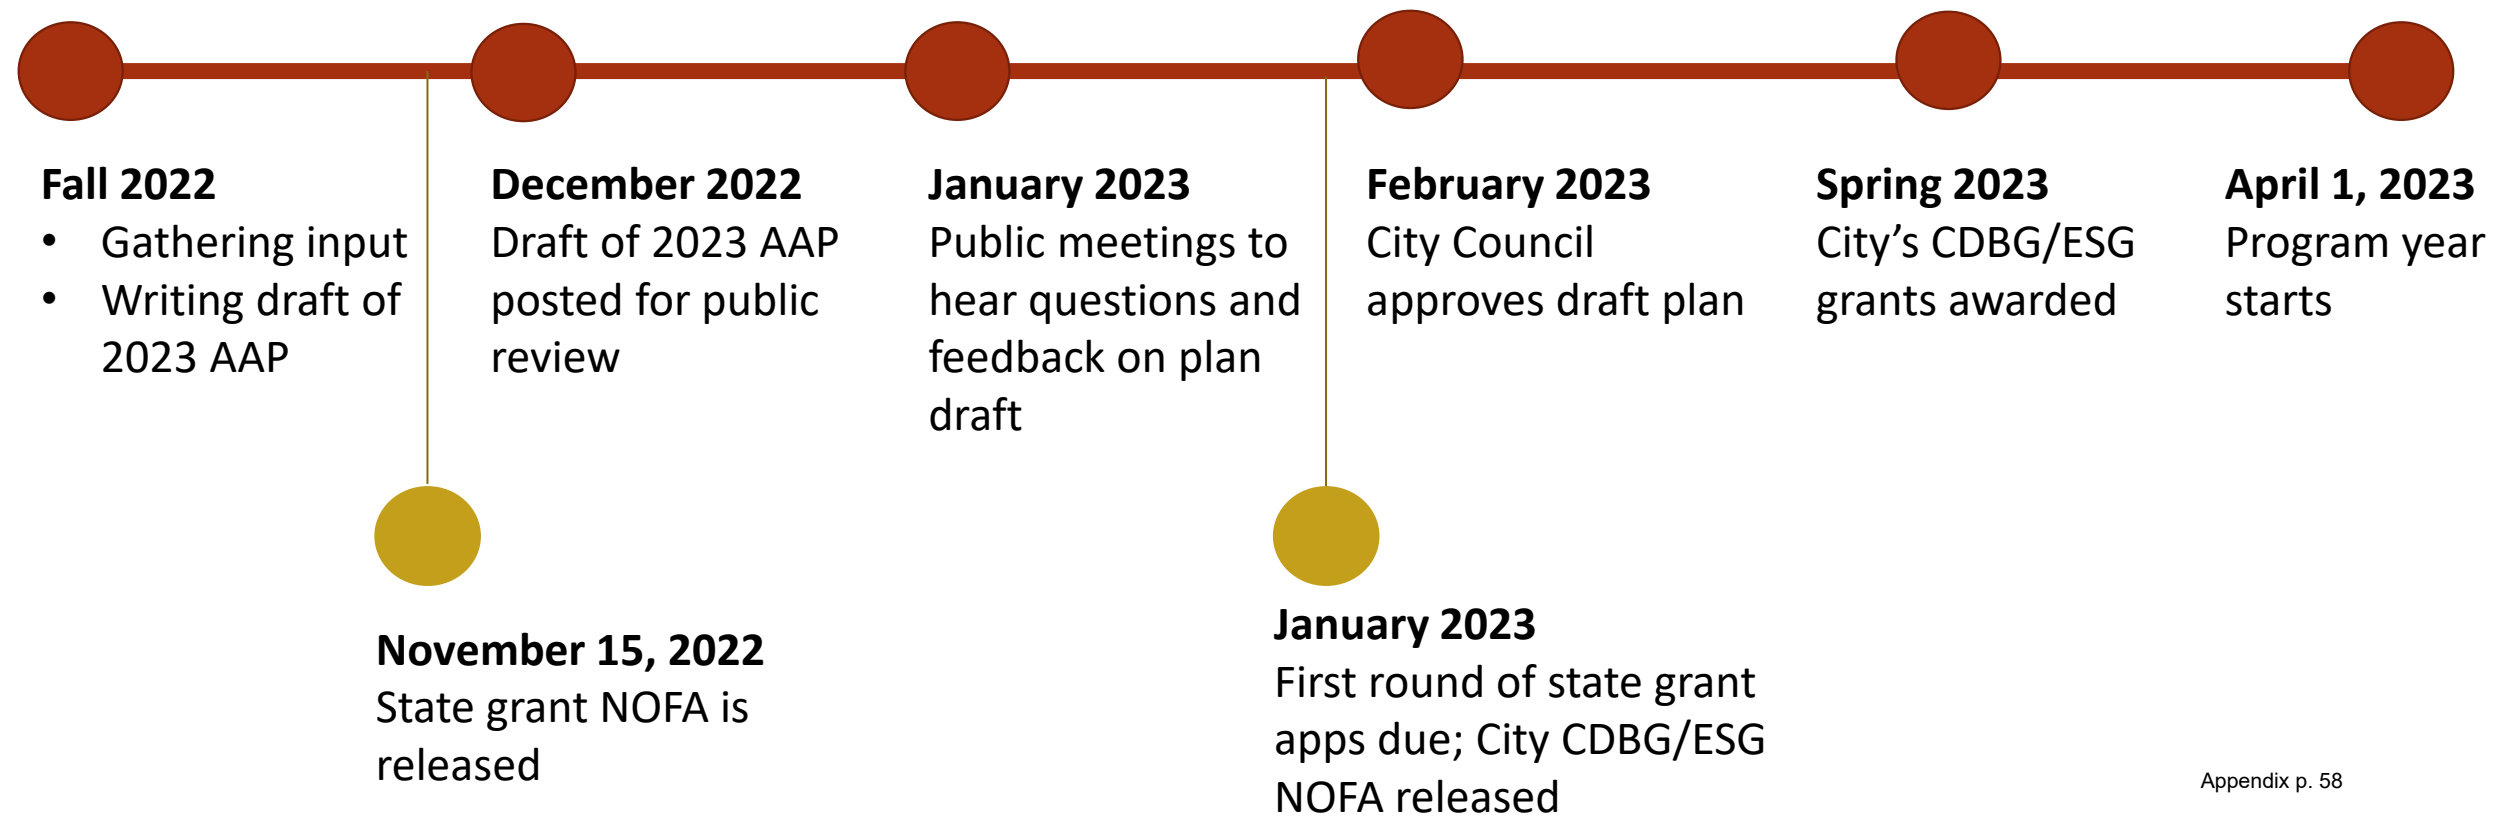 Fall 2022
• Gathering input
• Writing draft of
2023 AAP
December 2022
Draft of 2023 AAP
posted for public
review
January 2023
Public meetings to
hear questions and
feedback on plan
draft
February 2023
City Council
approves draft plan
Spring 2023
City’s CDBG/ESG
grants awarded
April 1, 2023
Program year
starts
November 15, 2022
State grant NOFA is
released
January 2023
First round of state grant
apps due; City CDBG/ESG
NOFA released
Appendix p. 58